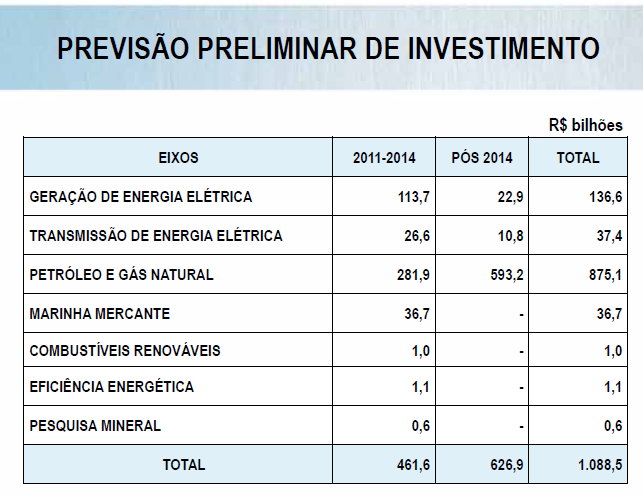 PREVISÃO PRELIMINAR DE INVESTIMENTO
R$ bilhões
EIXOS 2011-2014 PÓS 2014 TOTAL
GERAÇÃO DE ENERGIA ELÉTRICA 113,7 22,9 136,6
TRANSMISSÃO DE ENERGIA ELÉTRICA 26,6 10,8 37,4
PETRÓLEO E GÁS NATURAL 281,9 593,2 875,1
MARINHA MERCANTE 36,7 - 36,7
COMBUSTÍVEIS RENOVÁVEIS 1,0 - 1,0
EFICIÊNCIA ENERGÉTICA 1,1 - 1,1
PESQUISA MINERAL 0,6 - 0,6
TOTAL 461,6 626,9 1.088,5